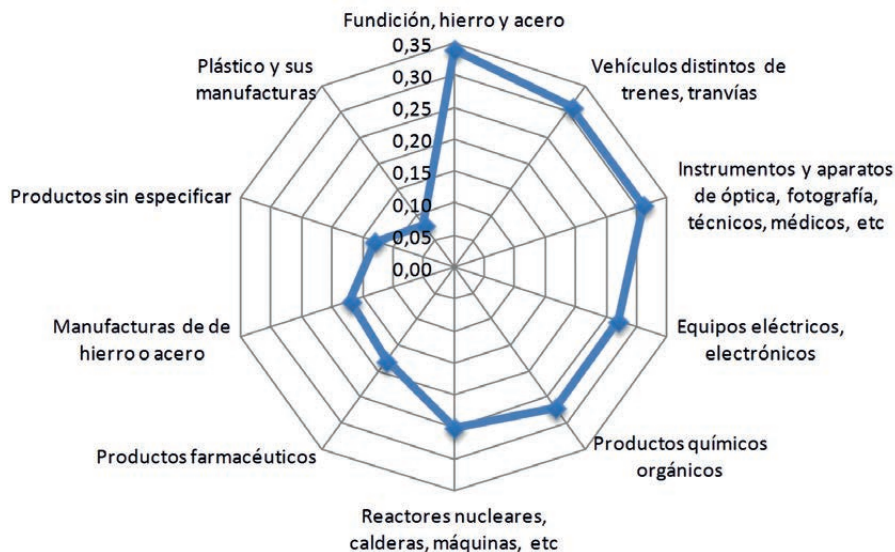 Fundición, hierro y acero
Vehículos distintos de
trenes, tranvías
Instrumentos y aparatos
de óptica, fotografía,
técnicos, médicos, etc
Equipos eléctricos,
electrónicos
Productos químicos
orgánicos
Reactores nucleares,
calderas, máquinas, etc
Productos farmacéuticos
Manufacturas de de
hierro o acero
Productos sin especificar
Plástico y sus
manufacturas
0,35
0,30
0,25
0,20
0,15
0,10
0,05
0,00